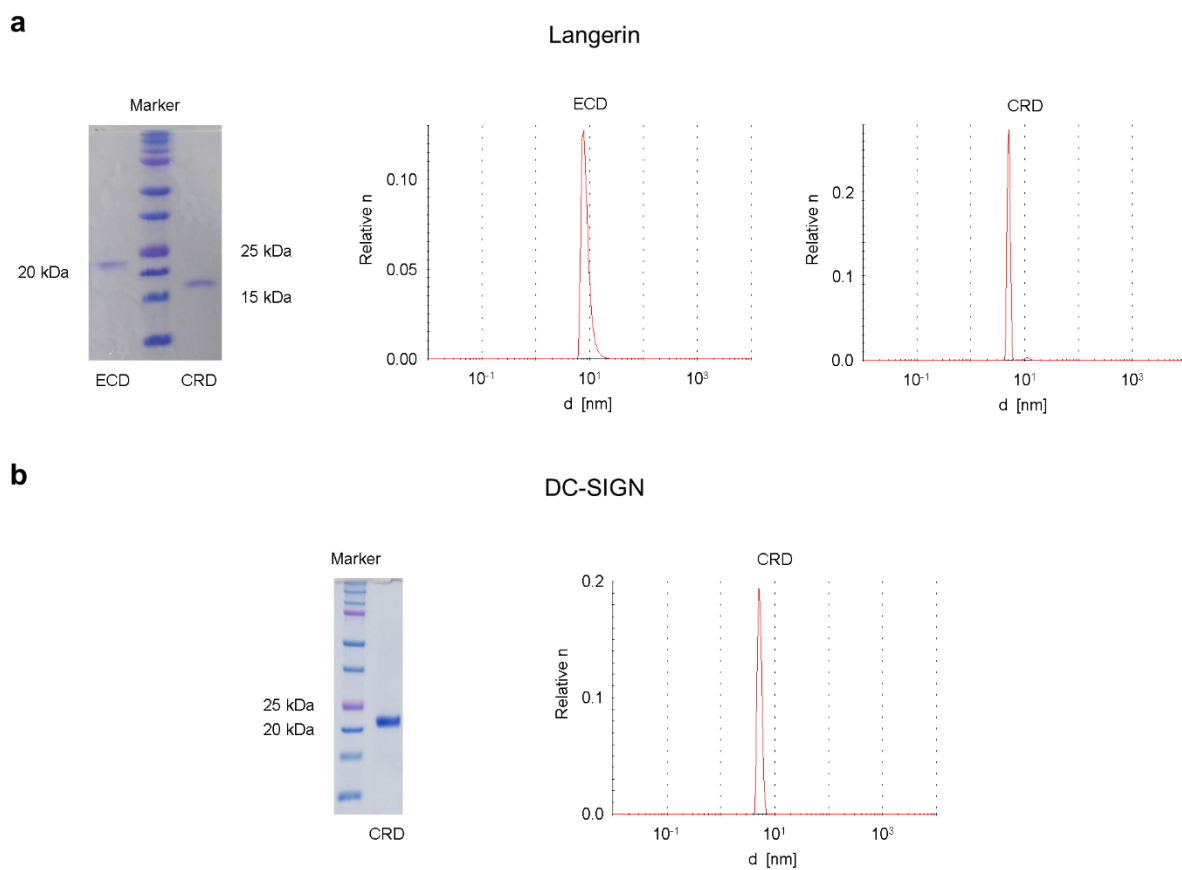 a
Langerin
Marker
20 kDa
25 kDa
15 kDa
ECD
CRD
ECD
Relative n
0.10
0.05
0.00
10⁻¹
10¹
10³
d [nm]
CRD
Relative n
0.2
0.1
0.0
10⁻¹
10¹
10³
d [nm]
b
DC-SIGN
Marker
25 kDa
20 kDa
CRD
CRD
Relative n
0.2
0.1
0.0
10⁻¹
10¹
10³
d [nm]